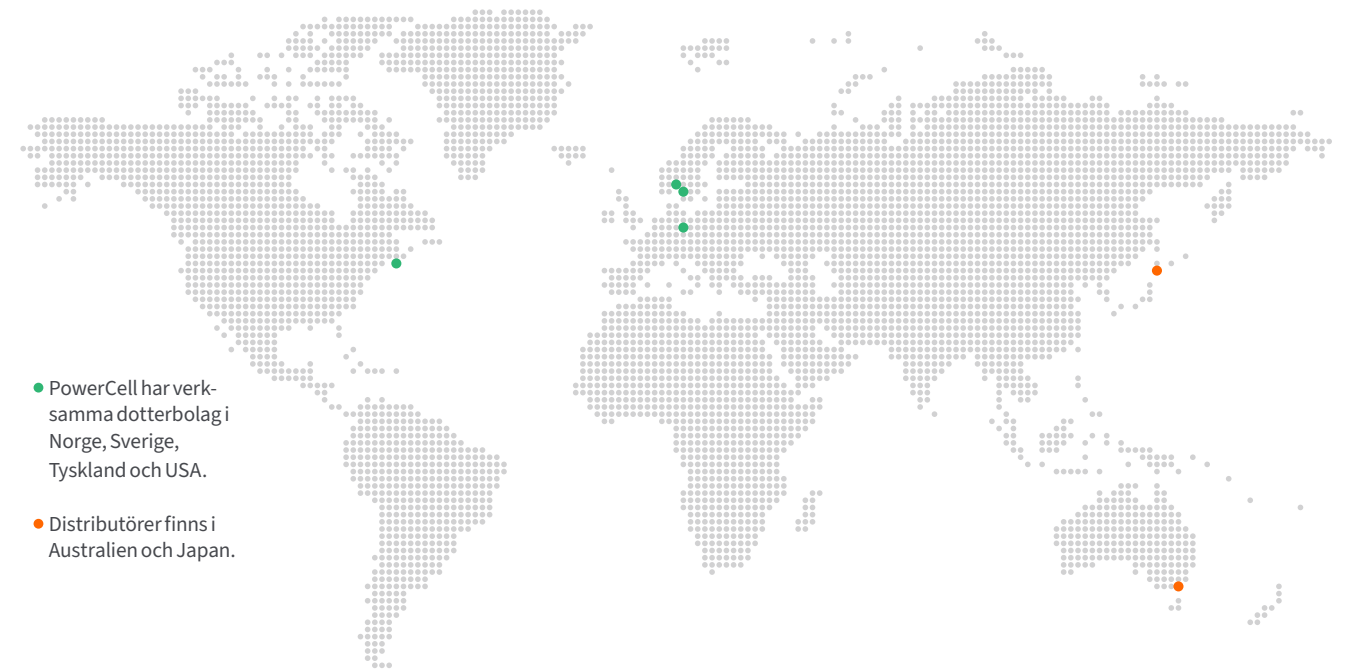 PowerCell har verk-
samma dotterbolag i
Norge, Sverige,
Tyskland och USA.
Distributörer finns i
Australien och Japan.